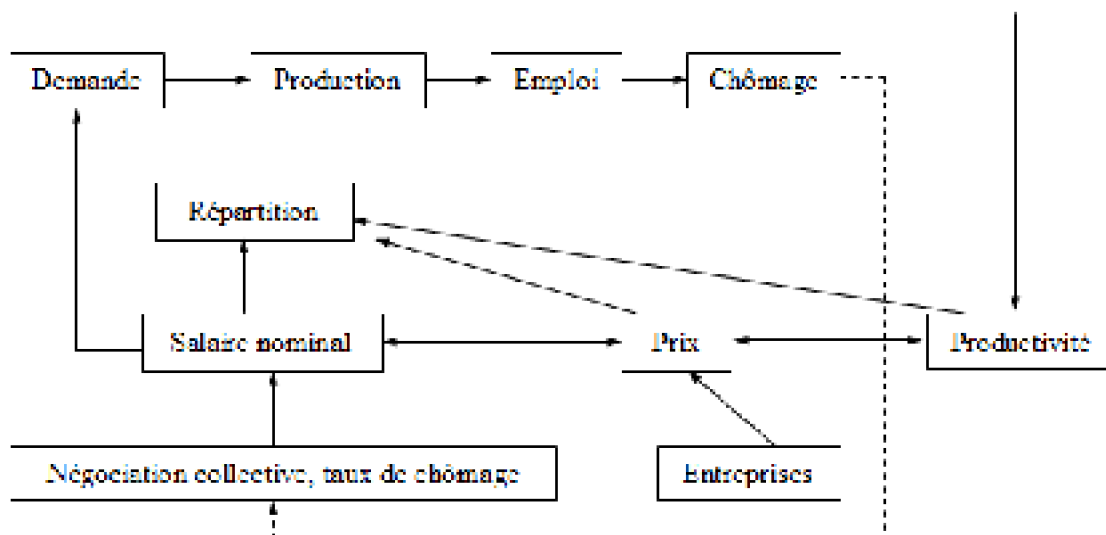 Demande
Production
Emploi
Chômage
Répartition
Salaire nominal
Prix
Productivité
Négociation collective, taux de chômage
Entreprises